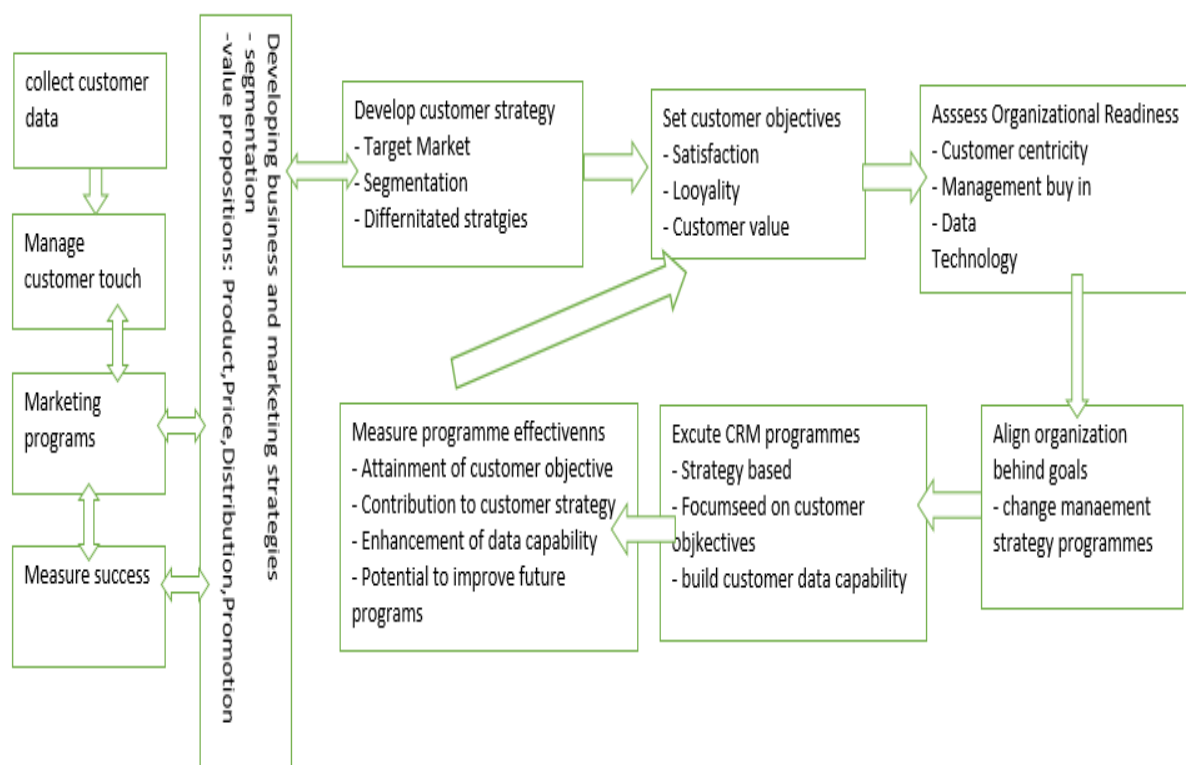 collect customer
data
Manage
customer touch
Marketing
programs
Measure success
Developing business and marketing strategies
- segmentation
-value propositions: Product,Price,Distribution,Promotion
Develop customer strategy
- Target Market
- Segmentation
- Differnitated stratgies
Set customer objectives
- Satisfaction
- Looyality
- Customer value
Asssess Organizational Readiness
- Customer centricity
- Management buy in
- Data
Technology
Measure programme effectivenns
- Attainment of customer objective
- Contribution to customer strategy
- Enhancement of data capability
- Potential to improve future
programs
Excute CRM programmes
- Strategy based
- Focumseed on customer
objkectives
- build customer data capability
Align organization
behind goals
- change manaement
strategy programmes